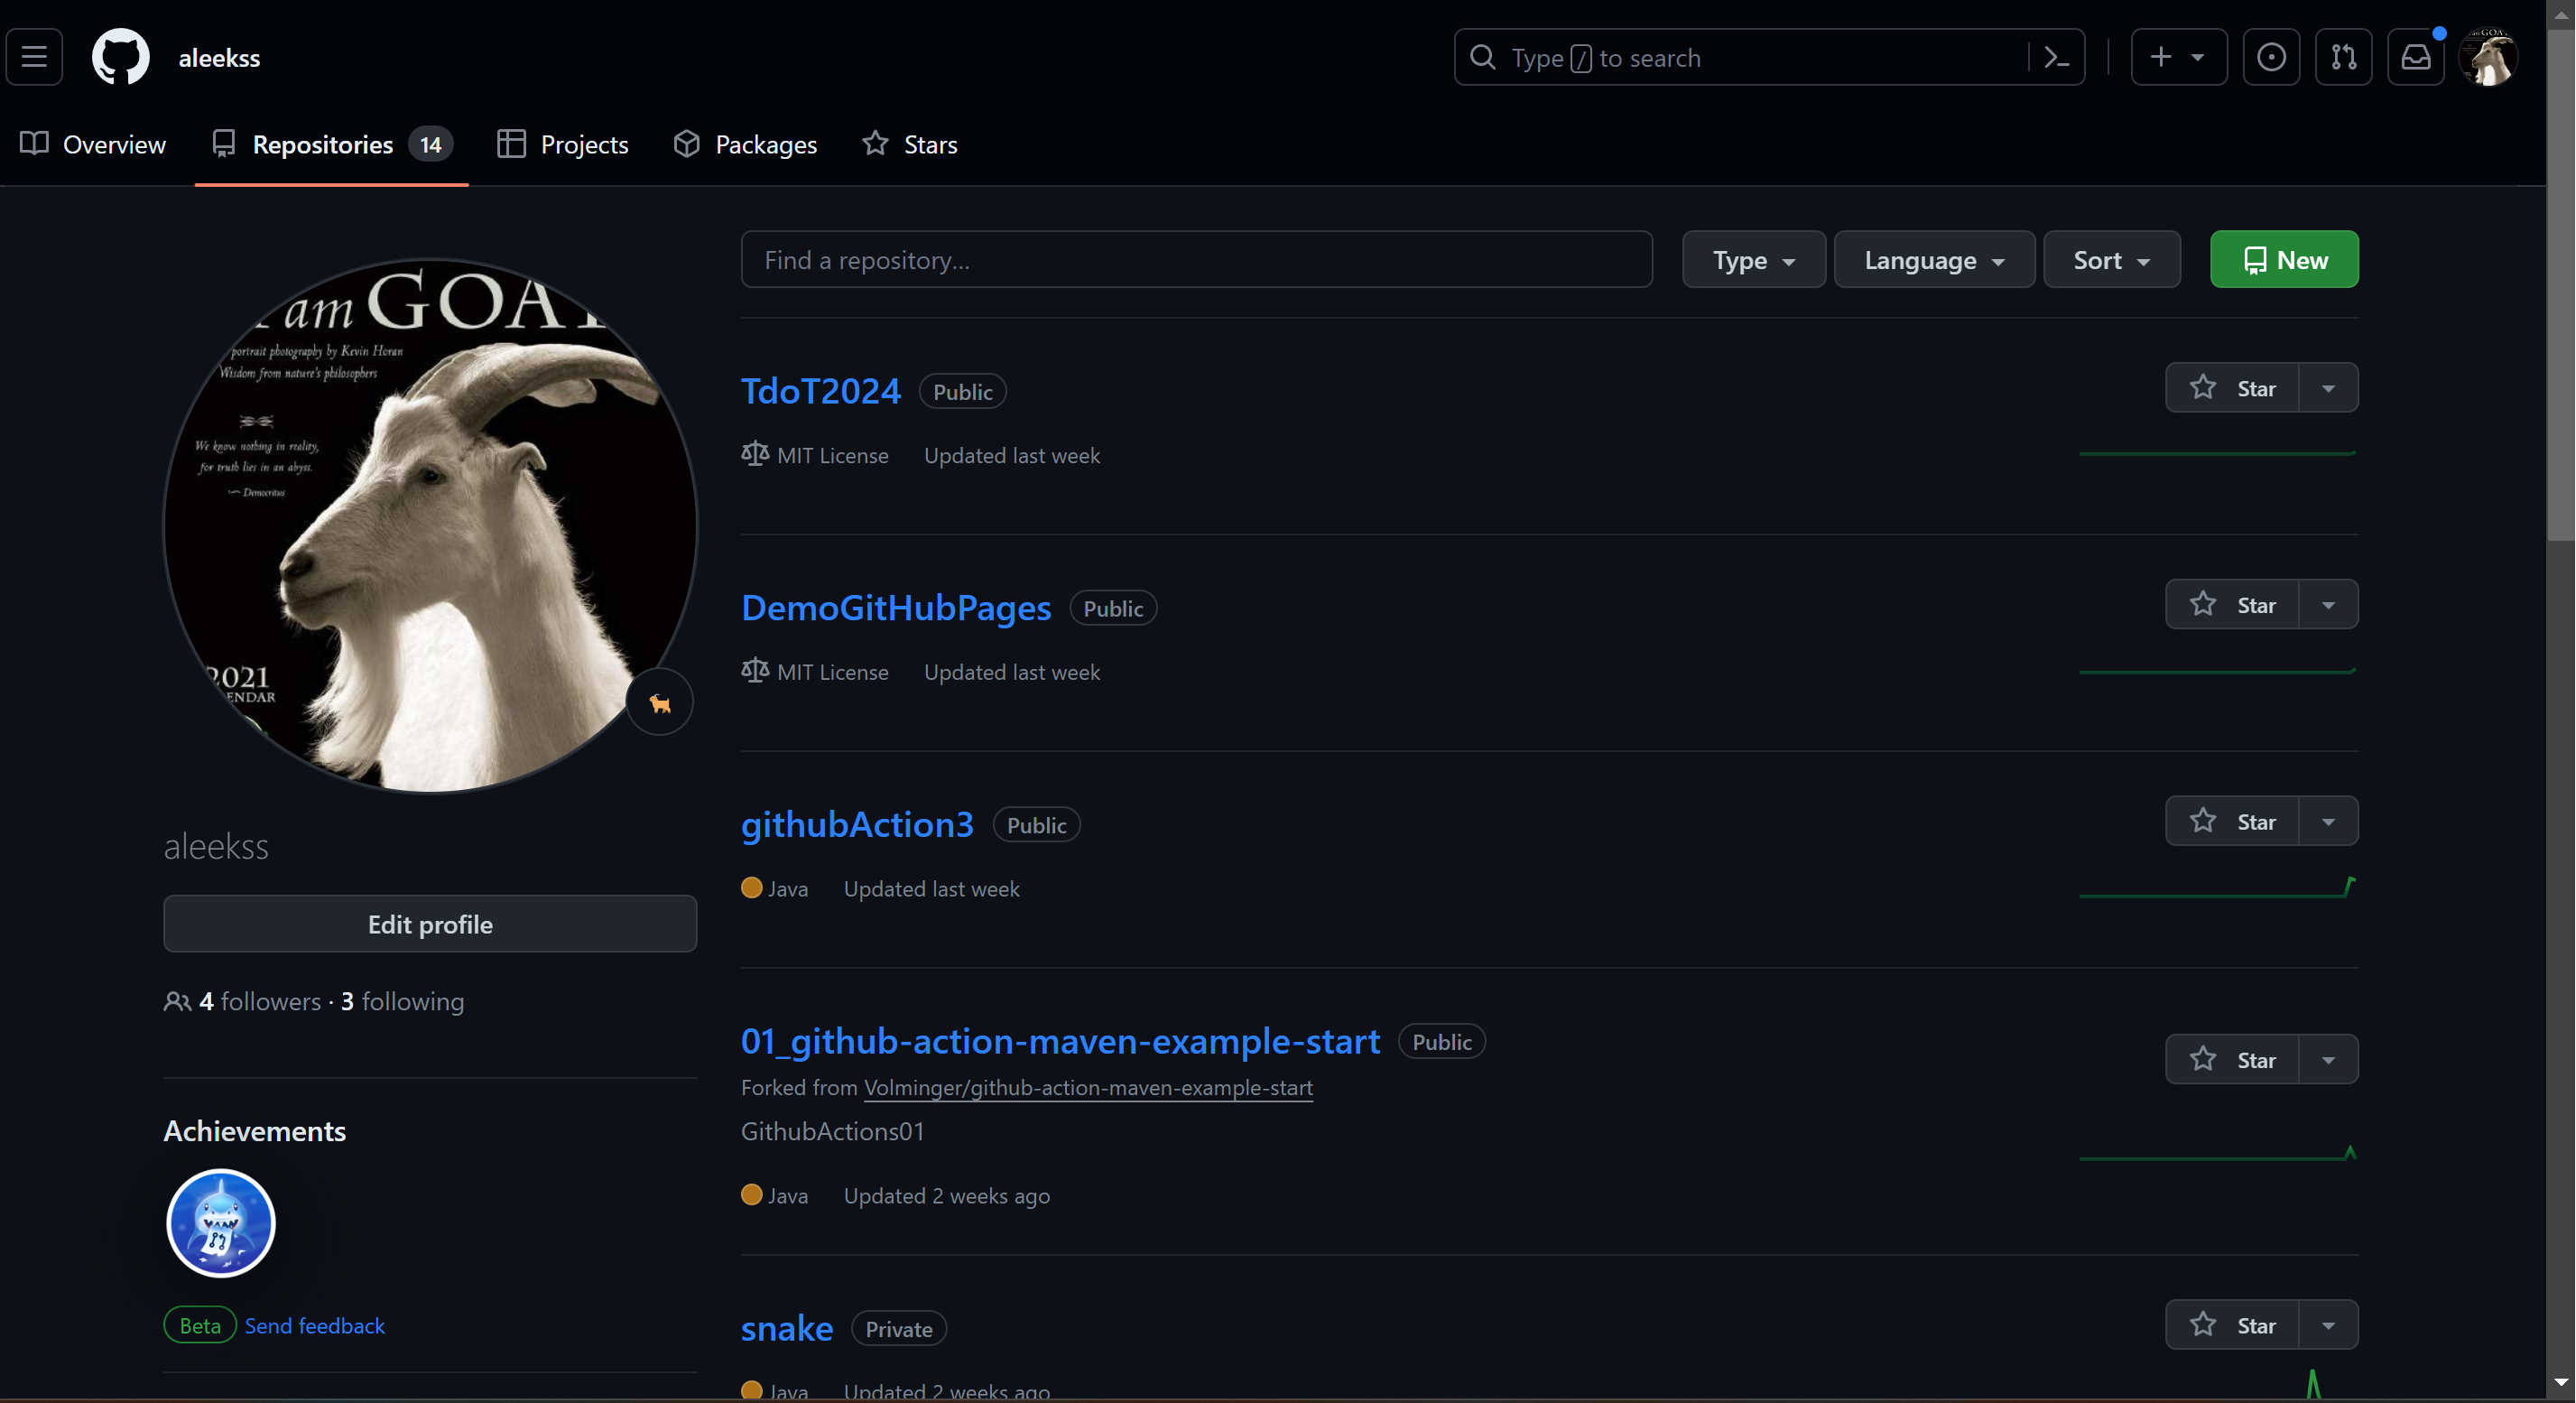 aleekss
Type / to search
Overview
Repositories 14
Projects
Packages
Stars
am GOA
portrait photography by Kevin Horan
Wisdom from nature's philosophers
We know nothing in reality,
for truth lies in an abyss.
Democritus
2021
ENDAR
aleekss
Edit profile
4 followers · 3 following
Achievements
Beta Send feedback
Find a repository...
Type
Language
Sort
New
TdoT2024 Public
Star
MIT License Updated last week
DemoGitHubPages Public
Star
MIT License Updated last week
githubAction3 Public
Star
Java Updated last week
01_github-action-maven-example-start Public
Star
Forked from Volminger/github-action-maven-example-start
GithubActions01
Java Updated 2 weeks ago
snake Private
Star
Java Updated 2 weeks ago